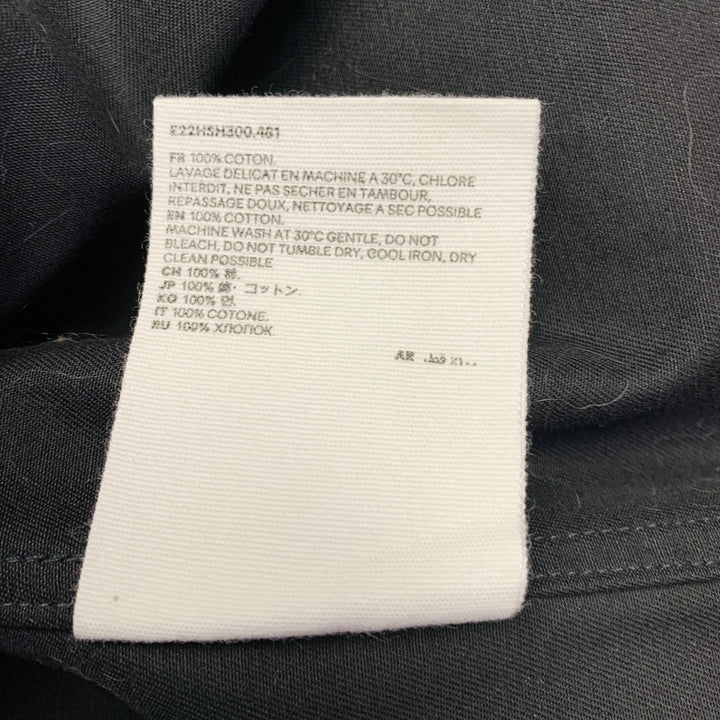 E22HSH300.481
FR 100% COTON.
LAVAGE DELICAT EN MACHINE A 30°C, CHLORE
INTERDIT, NE PAS SECHER EN TAMBOUR,
REPASSAGE DOUX, NETTOYAGE A SEC POSSIBLE
EN 100% COTTON.
MACHINE WASH AT 30°C GENTLE, DO NOT
BLEACH, DO NOT TUMBLE DRY, COOL IRON, DRY
CLEAN POSSIBLE
CH 100% 棉.
JP 100% 綿・コットン.
KO 100% 면.
IT 100% COTONE.
RU 100% ХЛОПОК
AR ٪١٠٠ قطن.